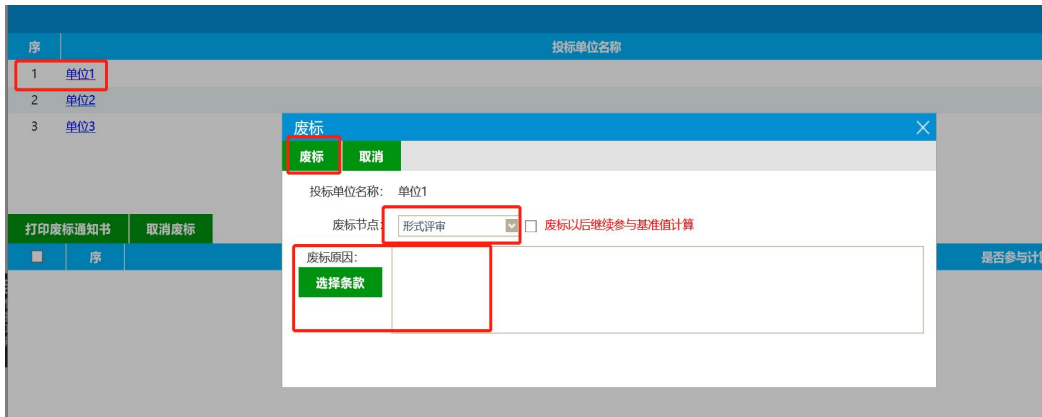 序 投标单位名称
1 单位1
2 单位2
3 单位3
废标
废标 取消
投标单位名称： 单位1
废标节点： 形式评审 废标以后继续参与基准值计算
打印废标通知书 取消废标
废标原因：
序 是否参与计
选择条款